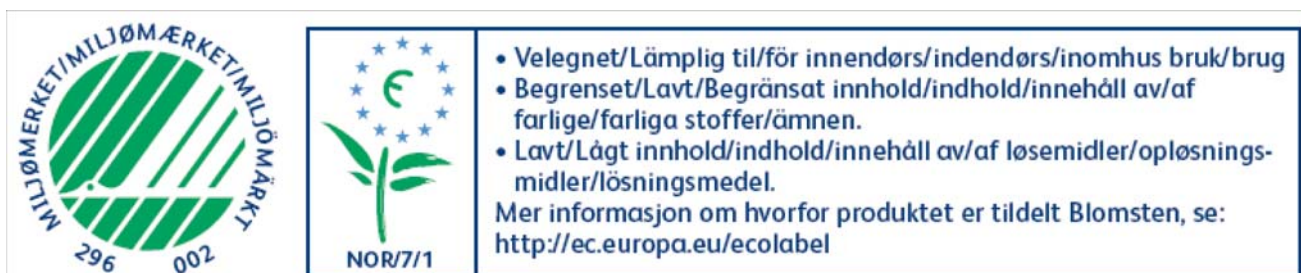 MILJØMERKET/MILJØMÆRKET/MILJÖMÄRKT
296 002
NOR/7/1
• Velegnet/Lämplig til/för innendørs/indendørs/inomhus bruk/brug
• Begrenset/Lavt/Begränsat innhold/indhold/innehåll av/af
farlige/farliga stoffer/ämnen.
• Lavt/Lågt innhold/indhold/innehåll av/af løsemidler/opløsnings-
midler/lösningsmedel.
Mer informasjon om hvorfor produktet er tildelt Blomsten, se:
http://ec.europa.eu/ecolabel